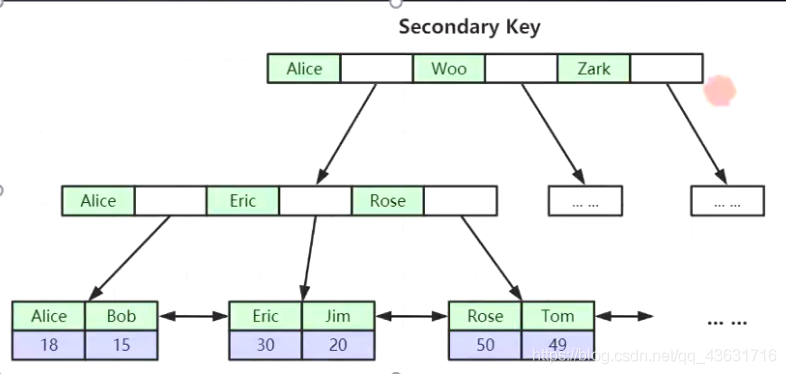 Secondary Key
Alice Woo Zark
Alice Eric Rose ... ... ... ...
Alice Bob Eric Jim Rose Tom
18 15 30 20 50 49 ... ...
https://blog.csdn.net/qq_43631716